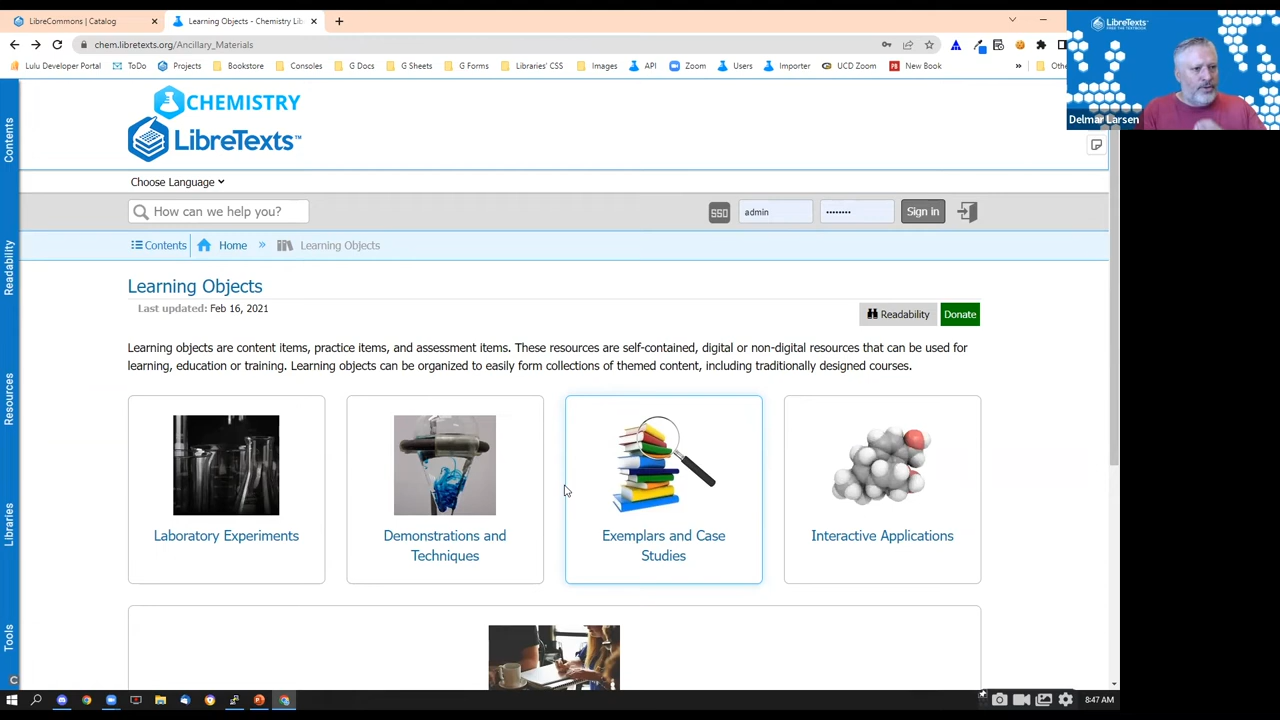 LibreCommons | Catalog
Learning Objects - Chemistry Lib
chem.libretexts.org/Ancillary_Materials
Lulu Developer Portal
ToDo
Projects
Bookstore
Consoles
G Docs
G Sheets
G Forms
Libraries' CSS
Images
API
Zoom
Users
Importer
UCD Zoom
New Book
»
LibreTexts
Delmar Larsen
Contents
Readability
Resources
Libraries
Tools
CHEMISTRY
LibreTexts™
Choose Language
How can we help you?
SSO
admin
••••••••
Sign in
Contents
Home
»
Learning Objects
Learning Objects
Last updated: Feb 16, 2021
Readability
Donate
Learning objects are content items, practice items, and assessment items. These resources are self-contained, digital or non-digital resources that can be used for
learning, education or training. Learning objects can be organized to easily form collections of themed content, including traditionally designed courses.
Laboratory Experiments
Demonstrations and
Techniques
Exemplars and Case
Studies
Interactive Applications
8:47 AM